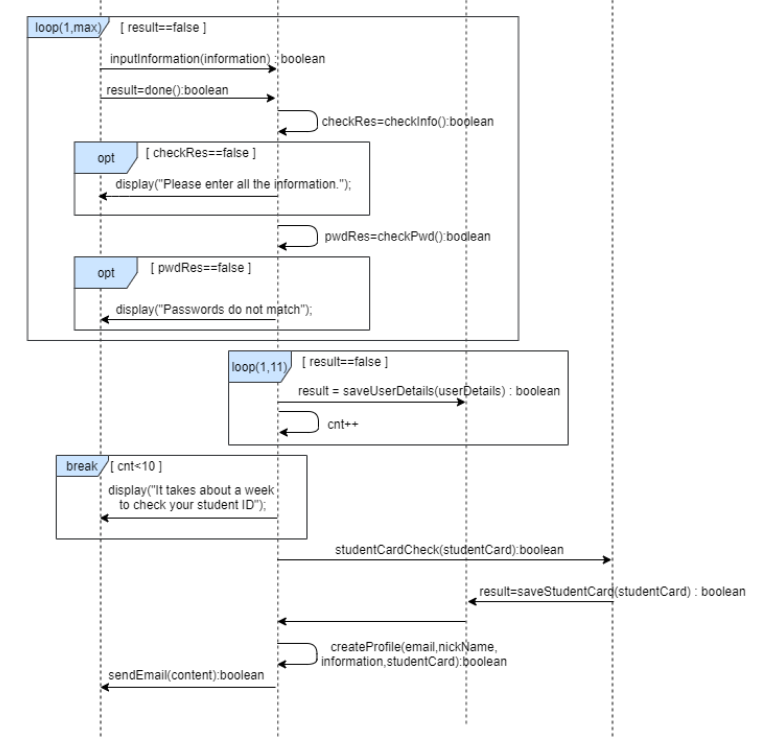 loop(1,max) [ result==false ]
inputInformation(information) : boolean
result=done():boolean
checkRes=checkInfo():boolean
opt [ checkRes==false ]
display("Please enter all the information.");
pwdRes=checkPwd():boolean
opt [ pwdRes==false ]
display("Passwords do not match");
loop(1,11) [ result==false ]
result = saveUserDetails(userDetails) : boolean
cnt++
break [ cnt<10 ]
display("It takes about a week
to check your student ID");
studentCardCheck(studentCard):boolean
result=saveStudentCard(studentCard) : boolean
createProfile(email,nickName,
information,studentCard):boolean
sendEmail(content):boolean